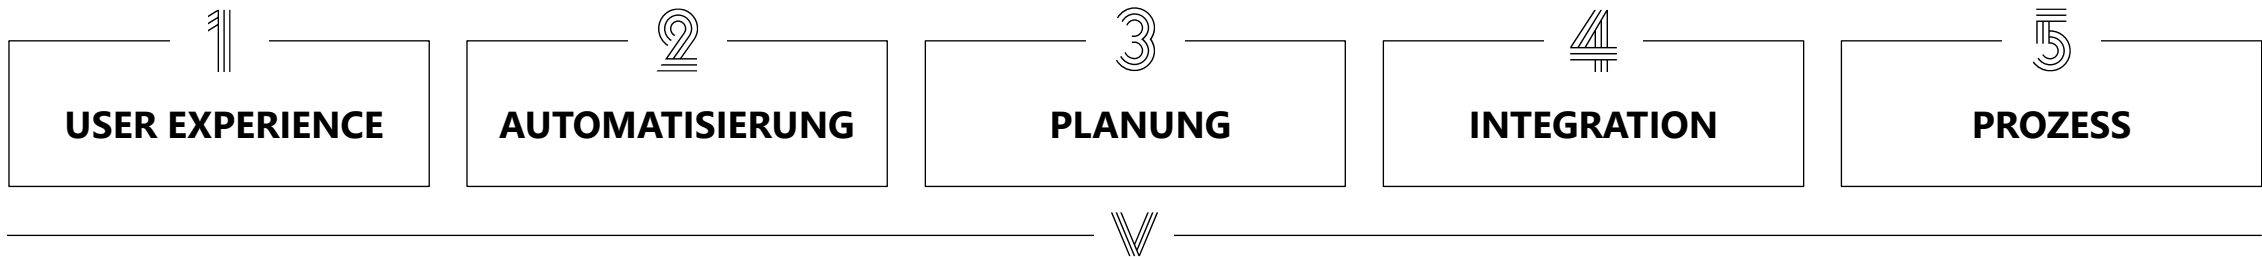 1 2 3 4 5
USER EXPERIENCE AUTOMATISIERUNG PLANUNG INTEGRATION PROZESS
V